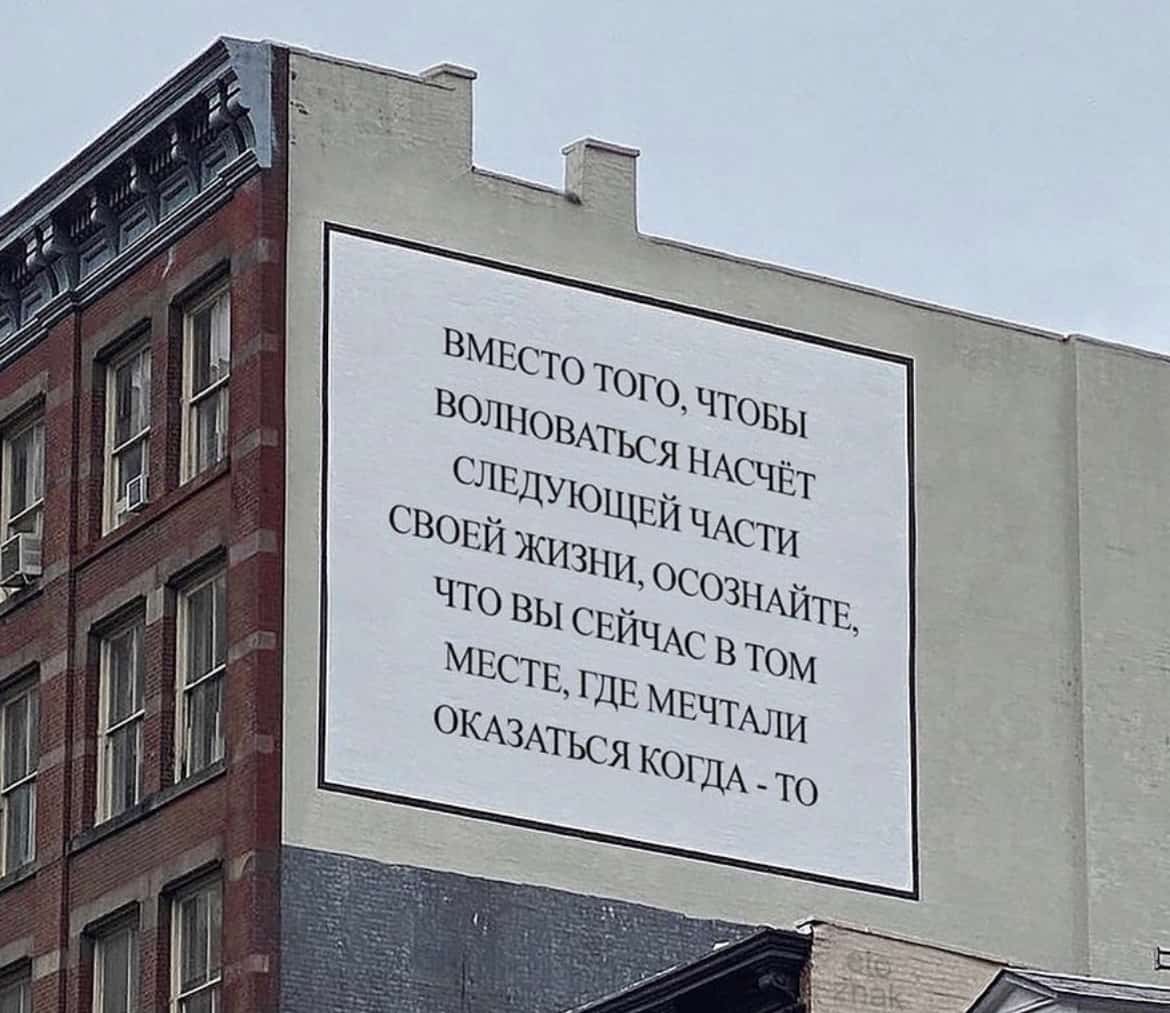 ВМЕСТО ТОГО, ЧТОБЫ
ВОЛНОВАТЬСЯ НАСЧЁТ
СЛЕДУЮЩЕЙ ЧАСТИ
СВОЕЙ ЖИЗНИ, ОСОЗНАЙТЕ,
ЧТО ВЫ СЕЙЧАС В ТОМ
МЕСТЕ, ГДЕ МЕЧТАЛИ
ОКАЗАТЬСЯ КОГДА - ТО